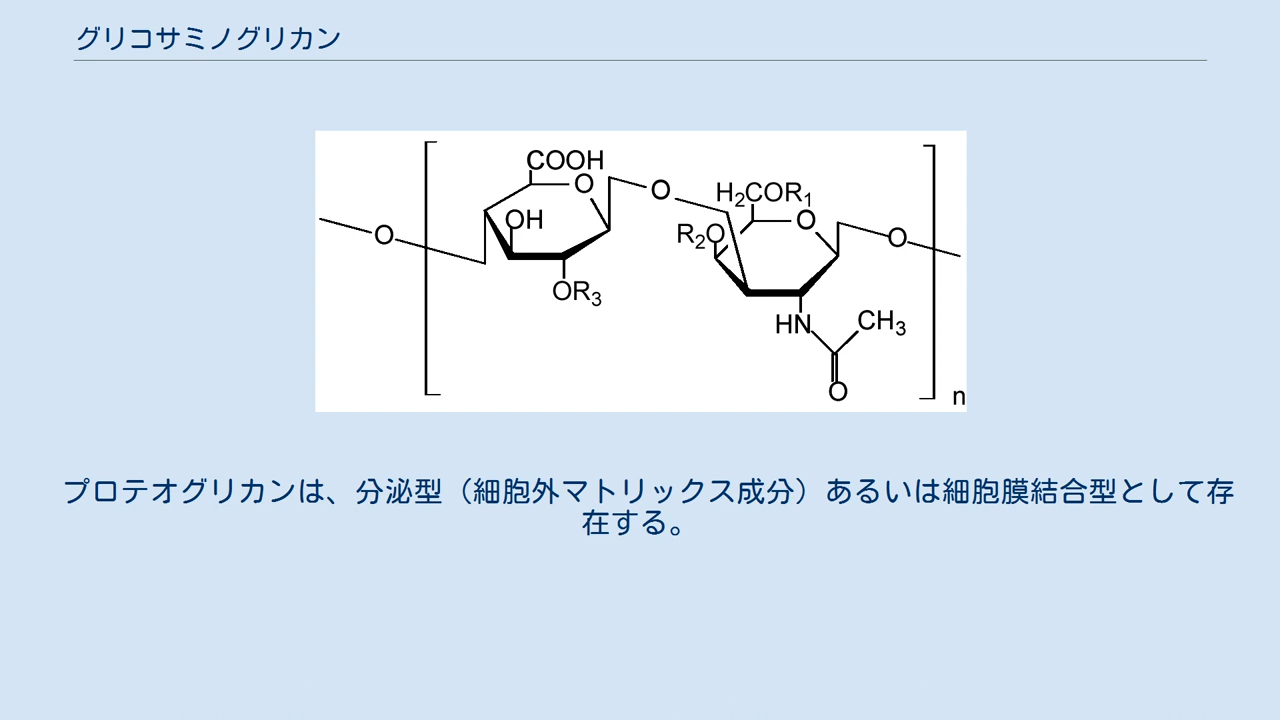 グリコサミノグリカン
COOH
O
O
H₂COR₁
OH
O
R₂O
O
O
OR₃
HN
CH₃
O
n
プロテオグリカンは、分泌型（細胞外マトリックス成分）あるいは細胞膜結合型として存
在する。